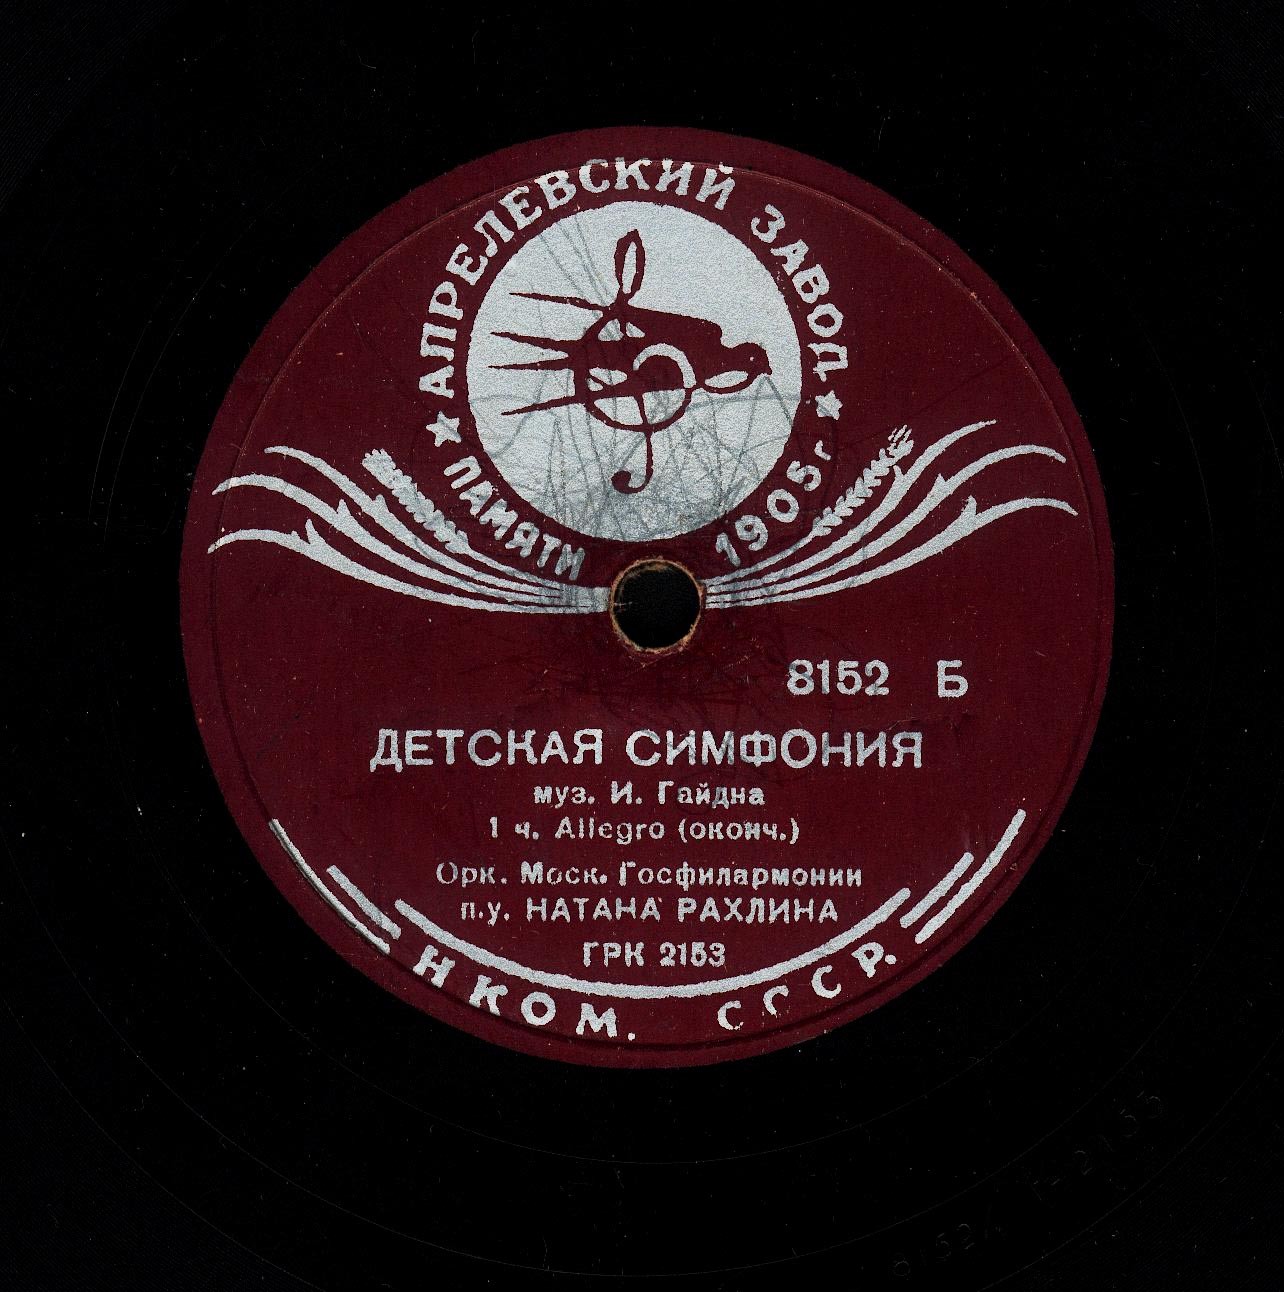 АПРЕЛЕВСКИЙ ЗАВОД
ПАМЯТИ 1905г
8152 Б
ДЕТСКАЯ СИМФОНИЯ
муз. И. Гайдна
1 ч. Allegro (оконч.)
Орк. Моск. Госфилармонии
п.у. НАТАНА РАХЛИНА
ГРК 2153
НКОМ. СССР.